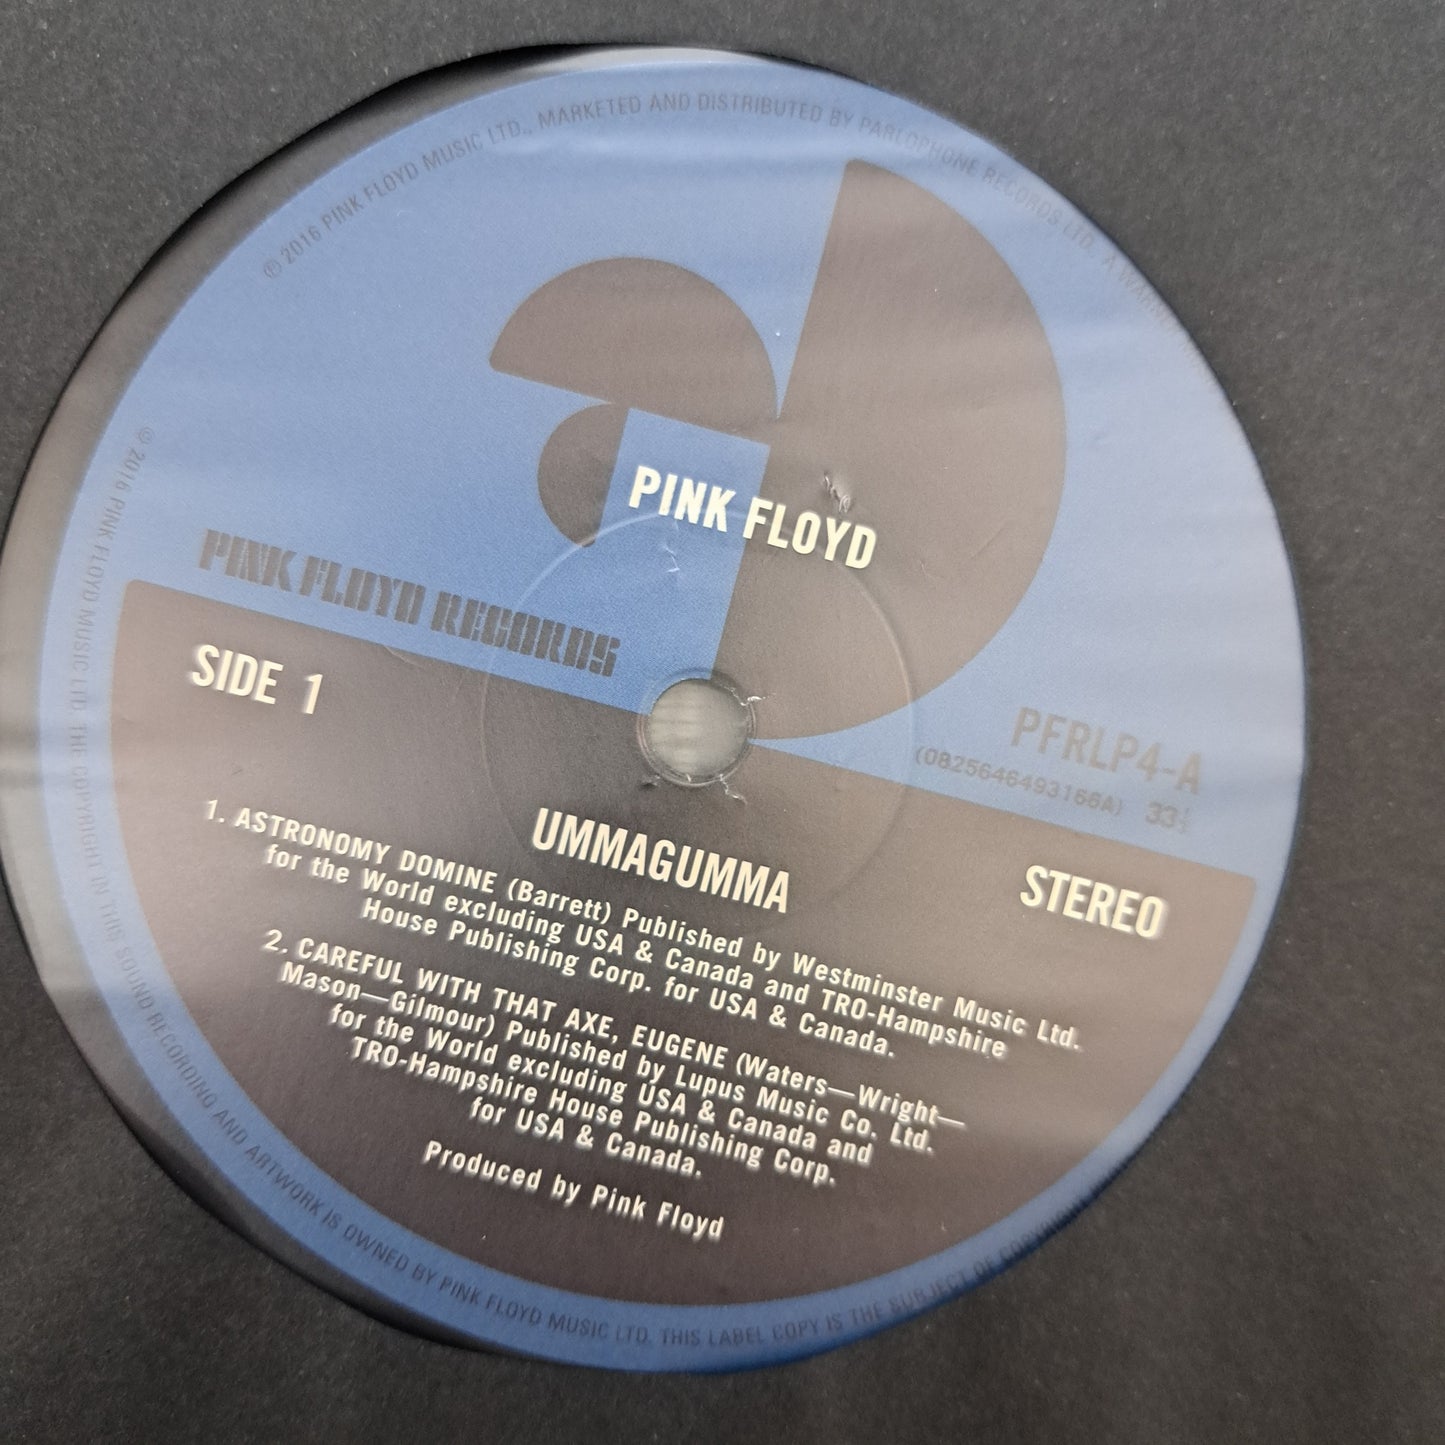 ℗ 2016 PINK FLOYD MUSIC LTD., MARKETED AND DISTRIBUTED BY PARLOPHONE RECORDS LTD. A WARNER
PINK FLOYD
PINK FLOYD RECORDS
SIDE 1
PFRLP4-A
(0825646493166A) 33⅓
UMMAGUMMA
STEREO
1. ASTRONOMY DOMINE (Barrett) Published by Westminster Music Ltd.
for the World excluding USA & Canada and TRO-Hampshire
House Publishing Corp. for USA & Canada.
2. CAREFUL WITH THAT AXE, EUGENE (Waters—Wright—
Mason—Gilmour) Published by Lupus Music Co. Ltd.
for the World excluding USA & Canada and
TRO-Hampshire House Publishing Corp.
for USA & Canada.
Produced by Pink Floyd
© 2016 PINK FLOYD MUSIC LTD. THE COPYRIGHT IN THIS SOUND RECORDING AND ARTWORK IS OWNED BY PINK FLOYD MUSIC LTD. THIS LABEL COPY IS THE SUBJECT OF